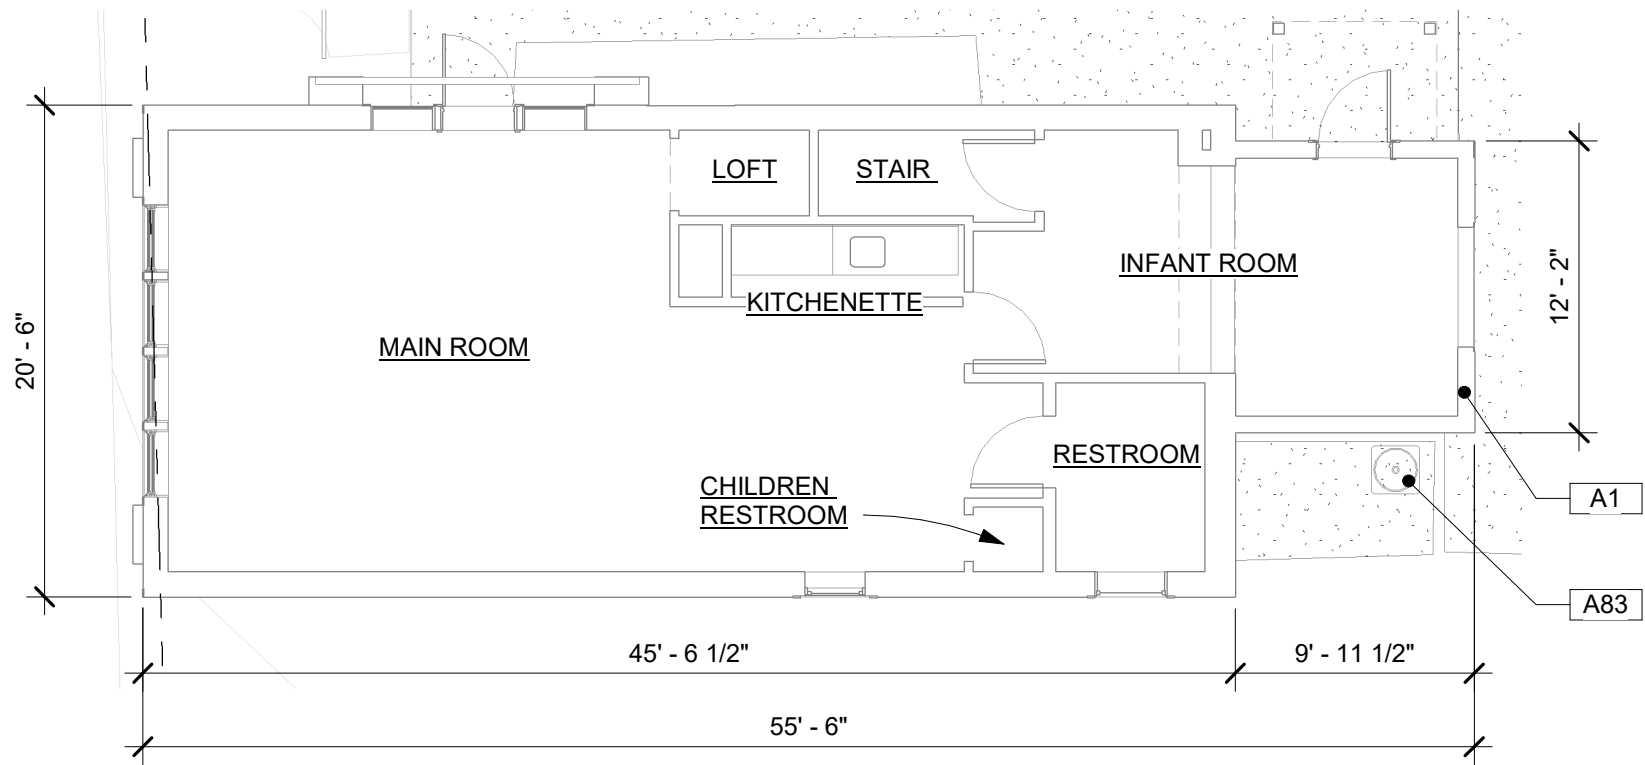 LOFT
STAIR
INFANT ROOM
KITCHENETTE
MAIN ROOM
20' - 6"
12' - 2"
RESTROOM
CHILDREN
RESTROOM
A1
A83
45' - 6 1/2"
9' - 11 1/2"
55' - 6"